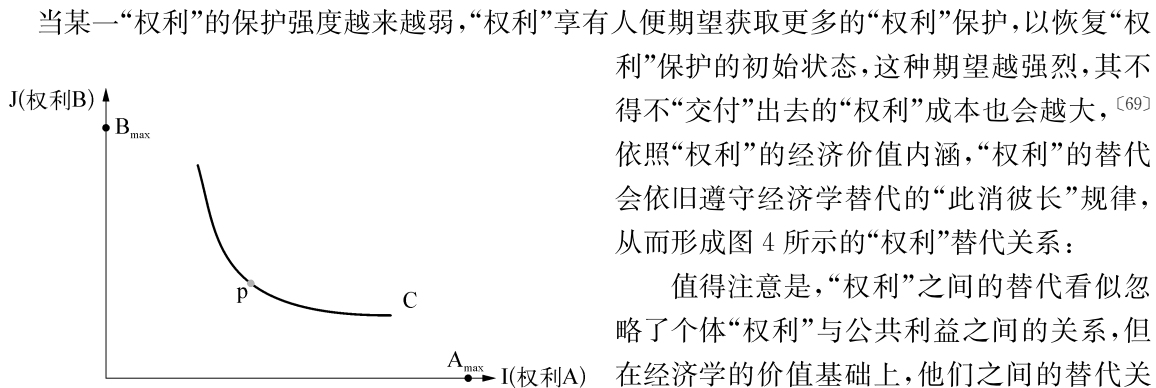 当某一“权利”的保护强度越来越弱,“权利”享有人便期望获取更多的“权利”保护,以恢复“权
利”保护的初始状态,这种期望越强烈,其不
得不“交付”出去的“权利”成本也会越大,〔69〕
依照“权利”的经济价值内涵,“权利”的替代
会依旧遵守经济学替代的“此消彼长”规律,
从而形成图 4 所示的“权利”替代关系:
值得注意是,“权利”之间的替代看似忽
略了个体“权利”与公共利益之间的关系,但
在经济学的价值基础上,他们之间的替代关
J(权利B)
Bmax
p
C
Amax
I(权利A)